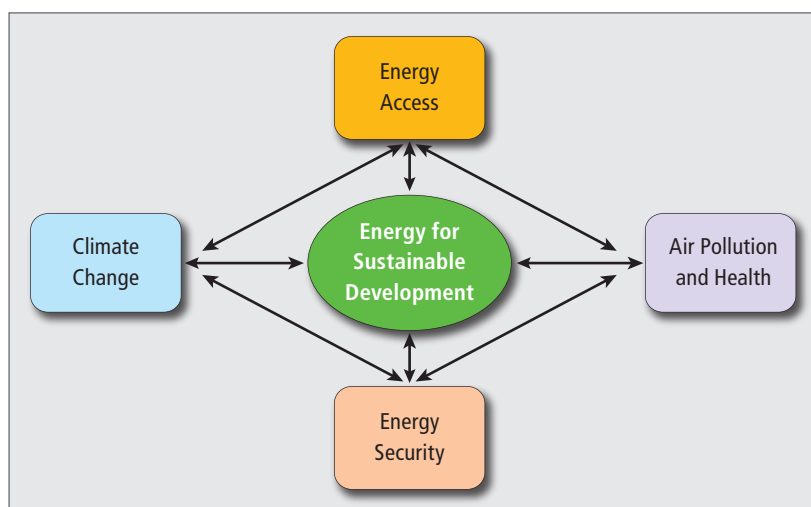 Energy
Access
Climate
Change
Energy for
Sustainable
Development
Air Pollution
and Health
Energy
Security